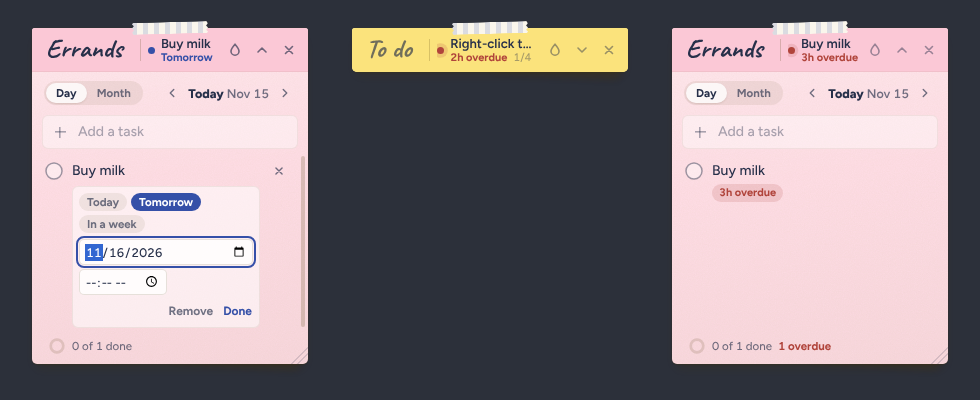 Errands
Buy milk
Tomorrow
Day
Month
Today Nov 15
Add a task
Buy milk
Today
Tomorrow
In a week
11/16/2026
--:-- --
Remove
Done
0 of 1 done
To do
Right-click t...
2h overdue 1/4
Errands
Buy milk
3h overdue
Day
Month
Today Nov 15
Add a task
Buy milk
3h overdue
0 of 1 done 1 overdue